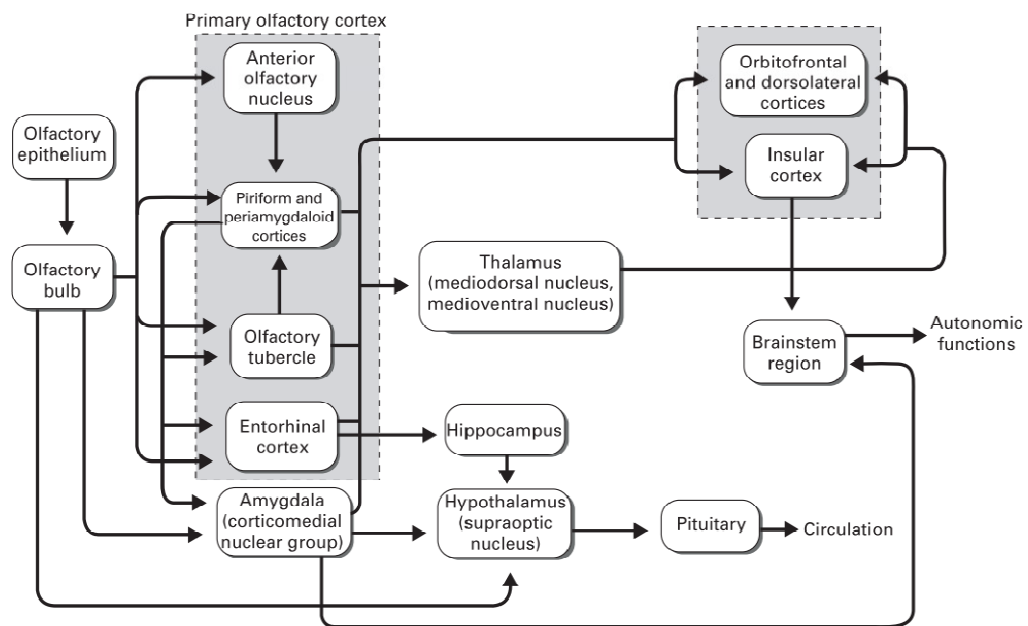 Primary olfactory cortex
Anterior
olfactory
nucleus
Orbitofrontal
and dorsolateral
cortices
Olfactory
epithelium
Insular
cortex
Piriform and
periamygdaloid
cortices
Olfactory
bulb
Thalamus
(mediodorsal nucleus,
medioventral nucleus)
Olfactory
tubercle
Brainstem
region
Autonomic
functions
Entorhinal
cortex
Hippocampus
Amygdala
(corticomedial
nuclear group)
Hypothalamus
(supraoptic
nucleus)
Pituitary
Circulation